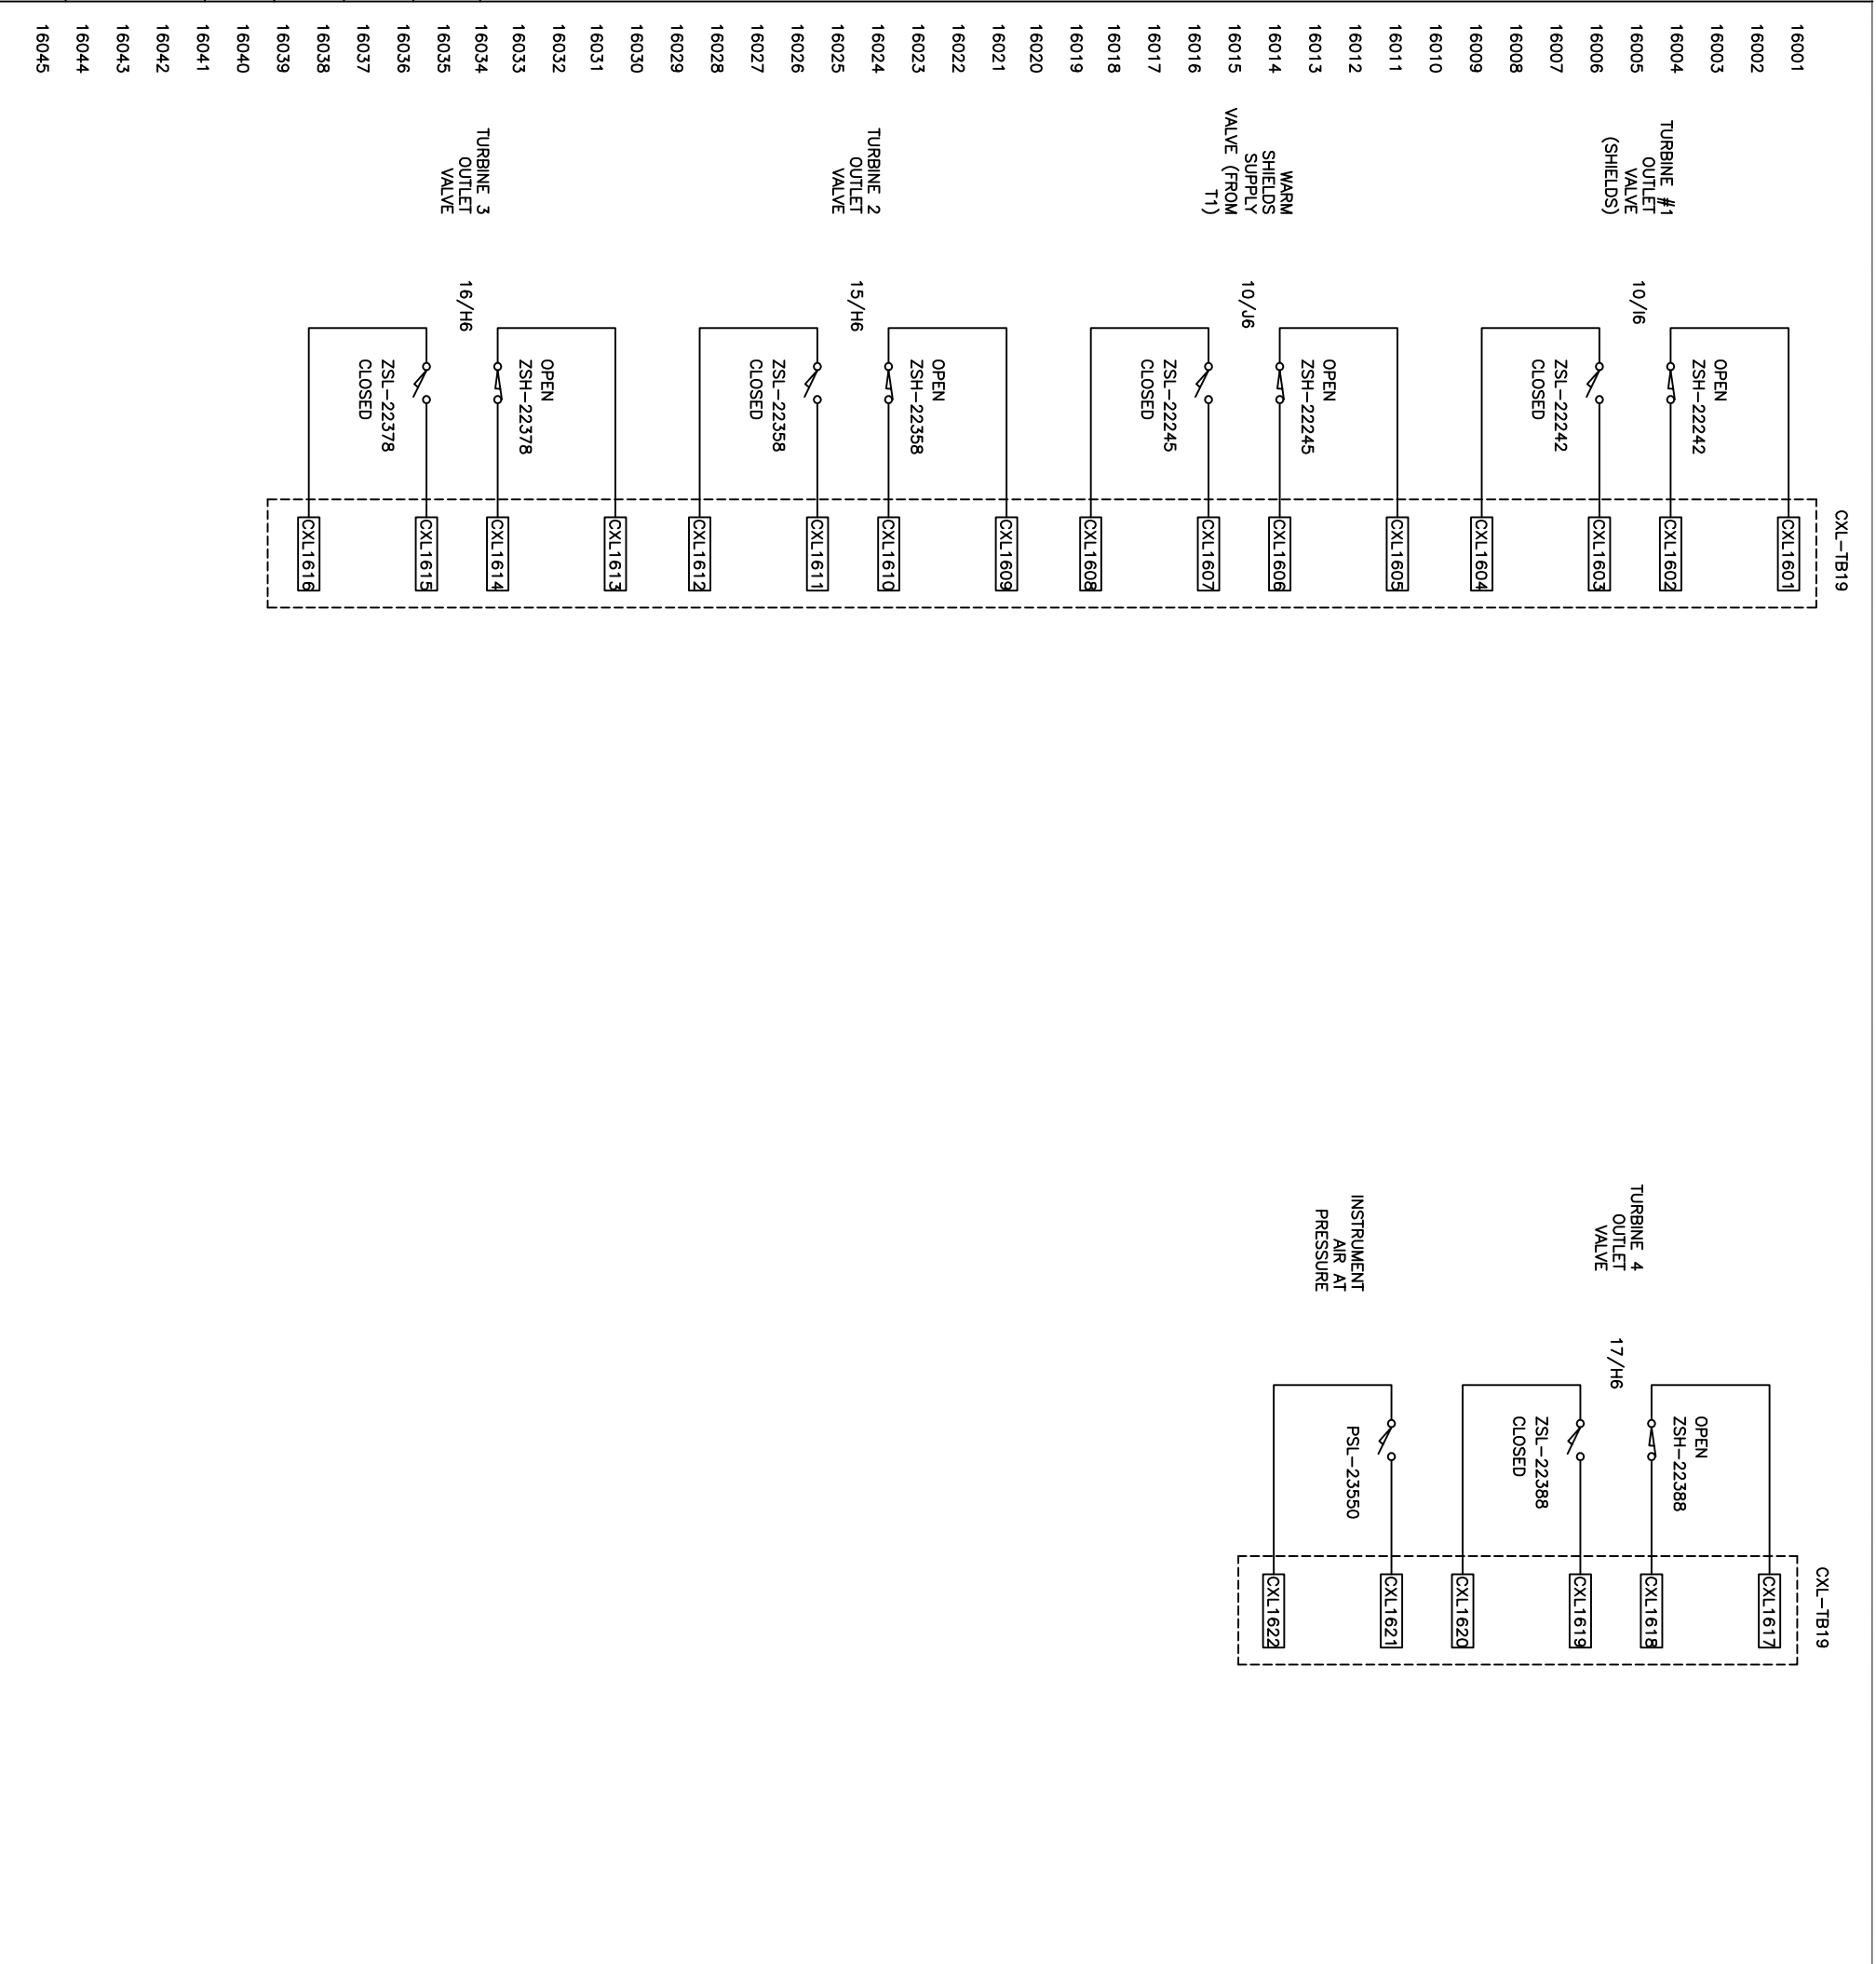 16001
16002
16003
16004
16005
16006
16007
16008
16009
16010
16011
16012
16013
16014
16015
16016
16017
16018
16019
16020
16021
16022
16023
16024
16025
16026
16027
16028
16029
16030
16031
16032
16033
16034
16035
16036
16037
16038
16039
16040
16041
16042
16043
16044
16045
CXL-TB19
TURBINE #1
OUTLET
VALVE
(SHIELDS)
10/I6
OPEN
ZSH-22242
ZSL-22242
CLOSED
CXL1601
CXL1602
CXL1603
CXL1604
WARM
SHIELDS
SUPPLY
VALVE (FROM
T1)
10/J6
OPEN
ZSH-22245
ZSL-22245
CLOSED
CXL1605
CXL1606
CXL1607
CXL1608
TURBINE 2
OUTLET
VALVE
15/H6
OPEN
ZSH-22358
ZSL-22358
CLOSED
CXL1609
CXL1610
CXL1611
CXL1612
TURBINE 3
OUTLET
VALVE
16/H6
OPEN
ZSH-22378
ZSL-22378
CLOSED
CXL1613
CXL1614
CXL1615
CXL1616
CXL-TB19
TURBINE 4
OUTLET
VALVE
17/H6
OPEN
ZSH-22388
ZSL-22388
CLOSED
CXL1617
CXL1618
CXL1619
CXL1620
INSTRUMENT
AIR AT
PRESSURE
PSL-23550
CXL1621
CXL1622